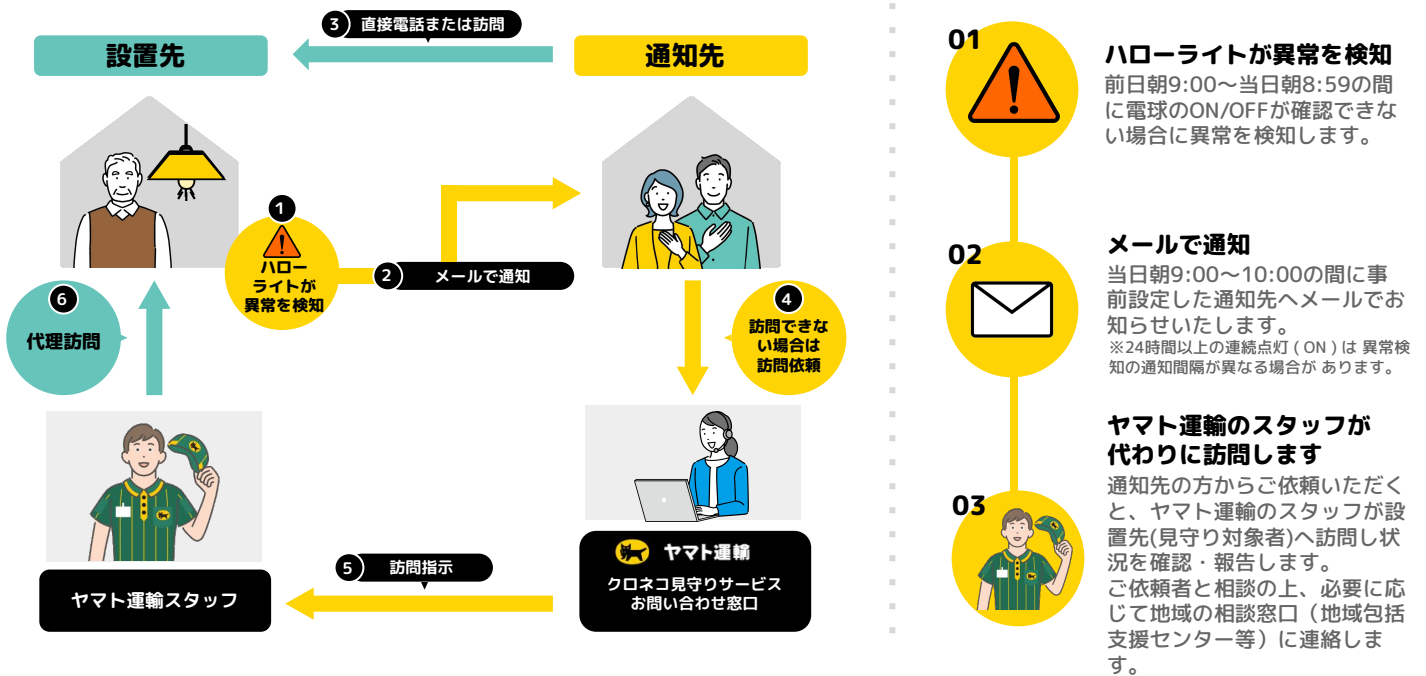 3 直接電話または訪問
設置先
通知先
1
ハロー
ライトが
異常を検知
2 メールで通知
4
訪問できな
い場合は
訪問依頼
6
代理訪問
ヤマト運輸スタッフ
5 訪問指示
ヤマト運輸
クロネコ見守りサービス
お問い合わせ窓口
01
ハローライトが異常を検知
前日朝9:00〜当日朝8:59の間
に電球のON/OFFが確認できな
い場合に異常を検知します。
02
メールで通知
当日朝9:00〜10:00の間に事
前設定した通知先へメールでお
知らせいたします。
※24時間以上の連続点灯 ( ON ) は 異常検
知の通知間隔が異なる場合が あります。
03
ヤマト運輸のスタッフが
代わりに訪問します
通知先の方からご依頼いただく
と、ヤマト運輸のスタッフが設
置先(見守り対象者)へ訪問し状
況を確認・報告します。
ご依頼者と相談の上、必要に応
じて地域の相談窓口（地域包括
支援センター等）に連絡しま
す。